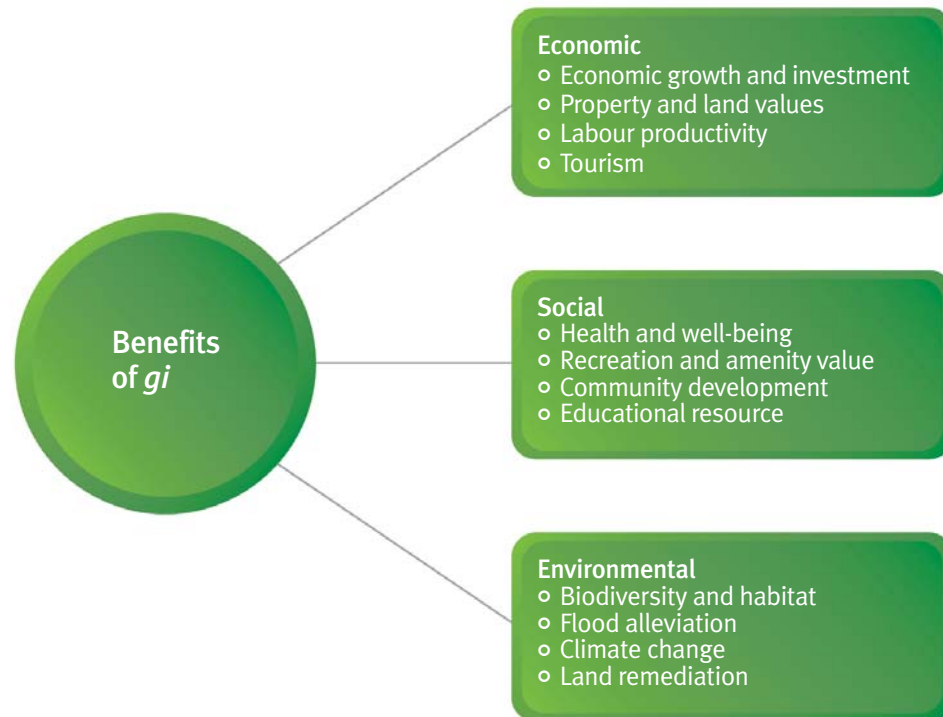 Economic
Economic growth and investment
Property and land values
Labour productivity
Tourism
Benefits
of gi
Social
Health and well-being
Recreation and amenity value
Community development
Educational resource
Environmental
Biodiversity and habitat
Flood alleviation
Climate change
Land remediation